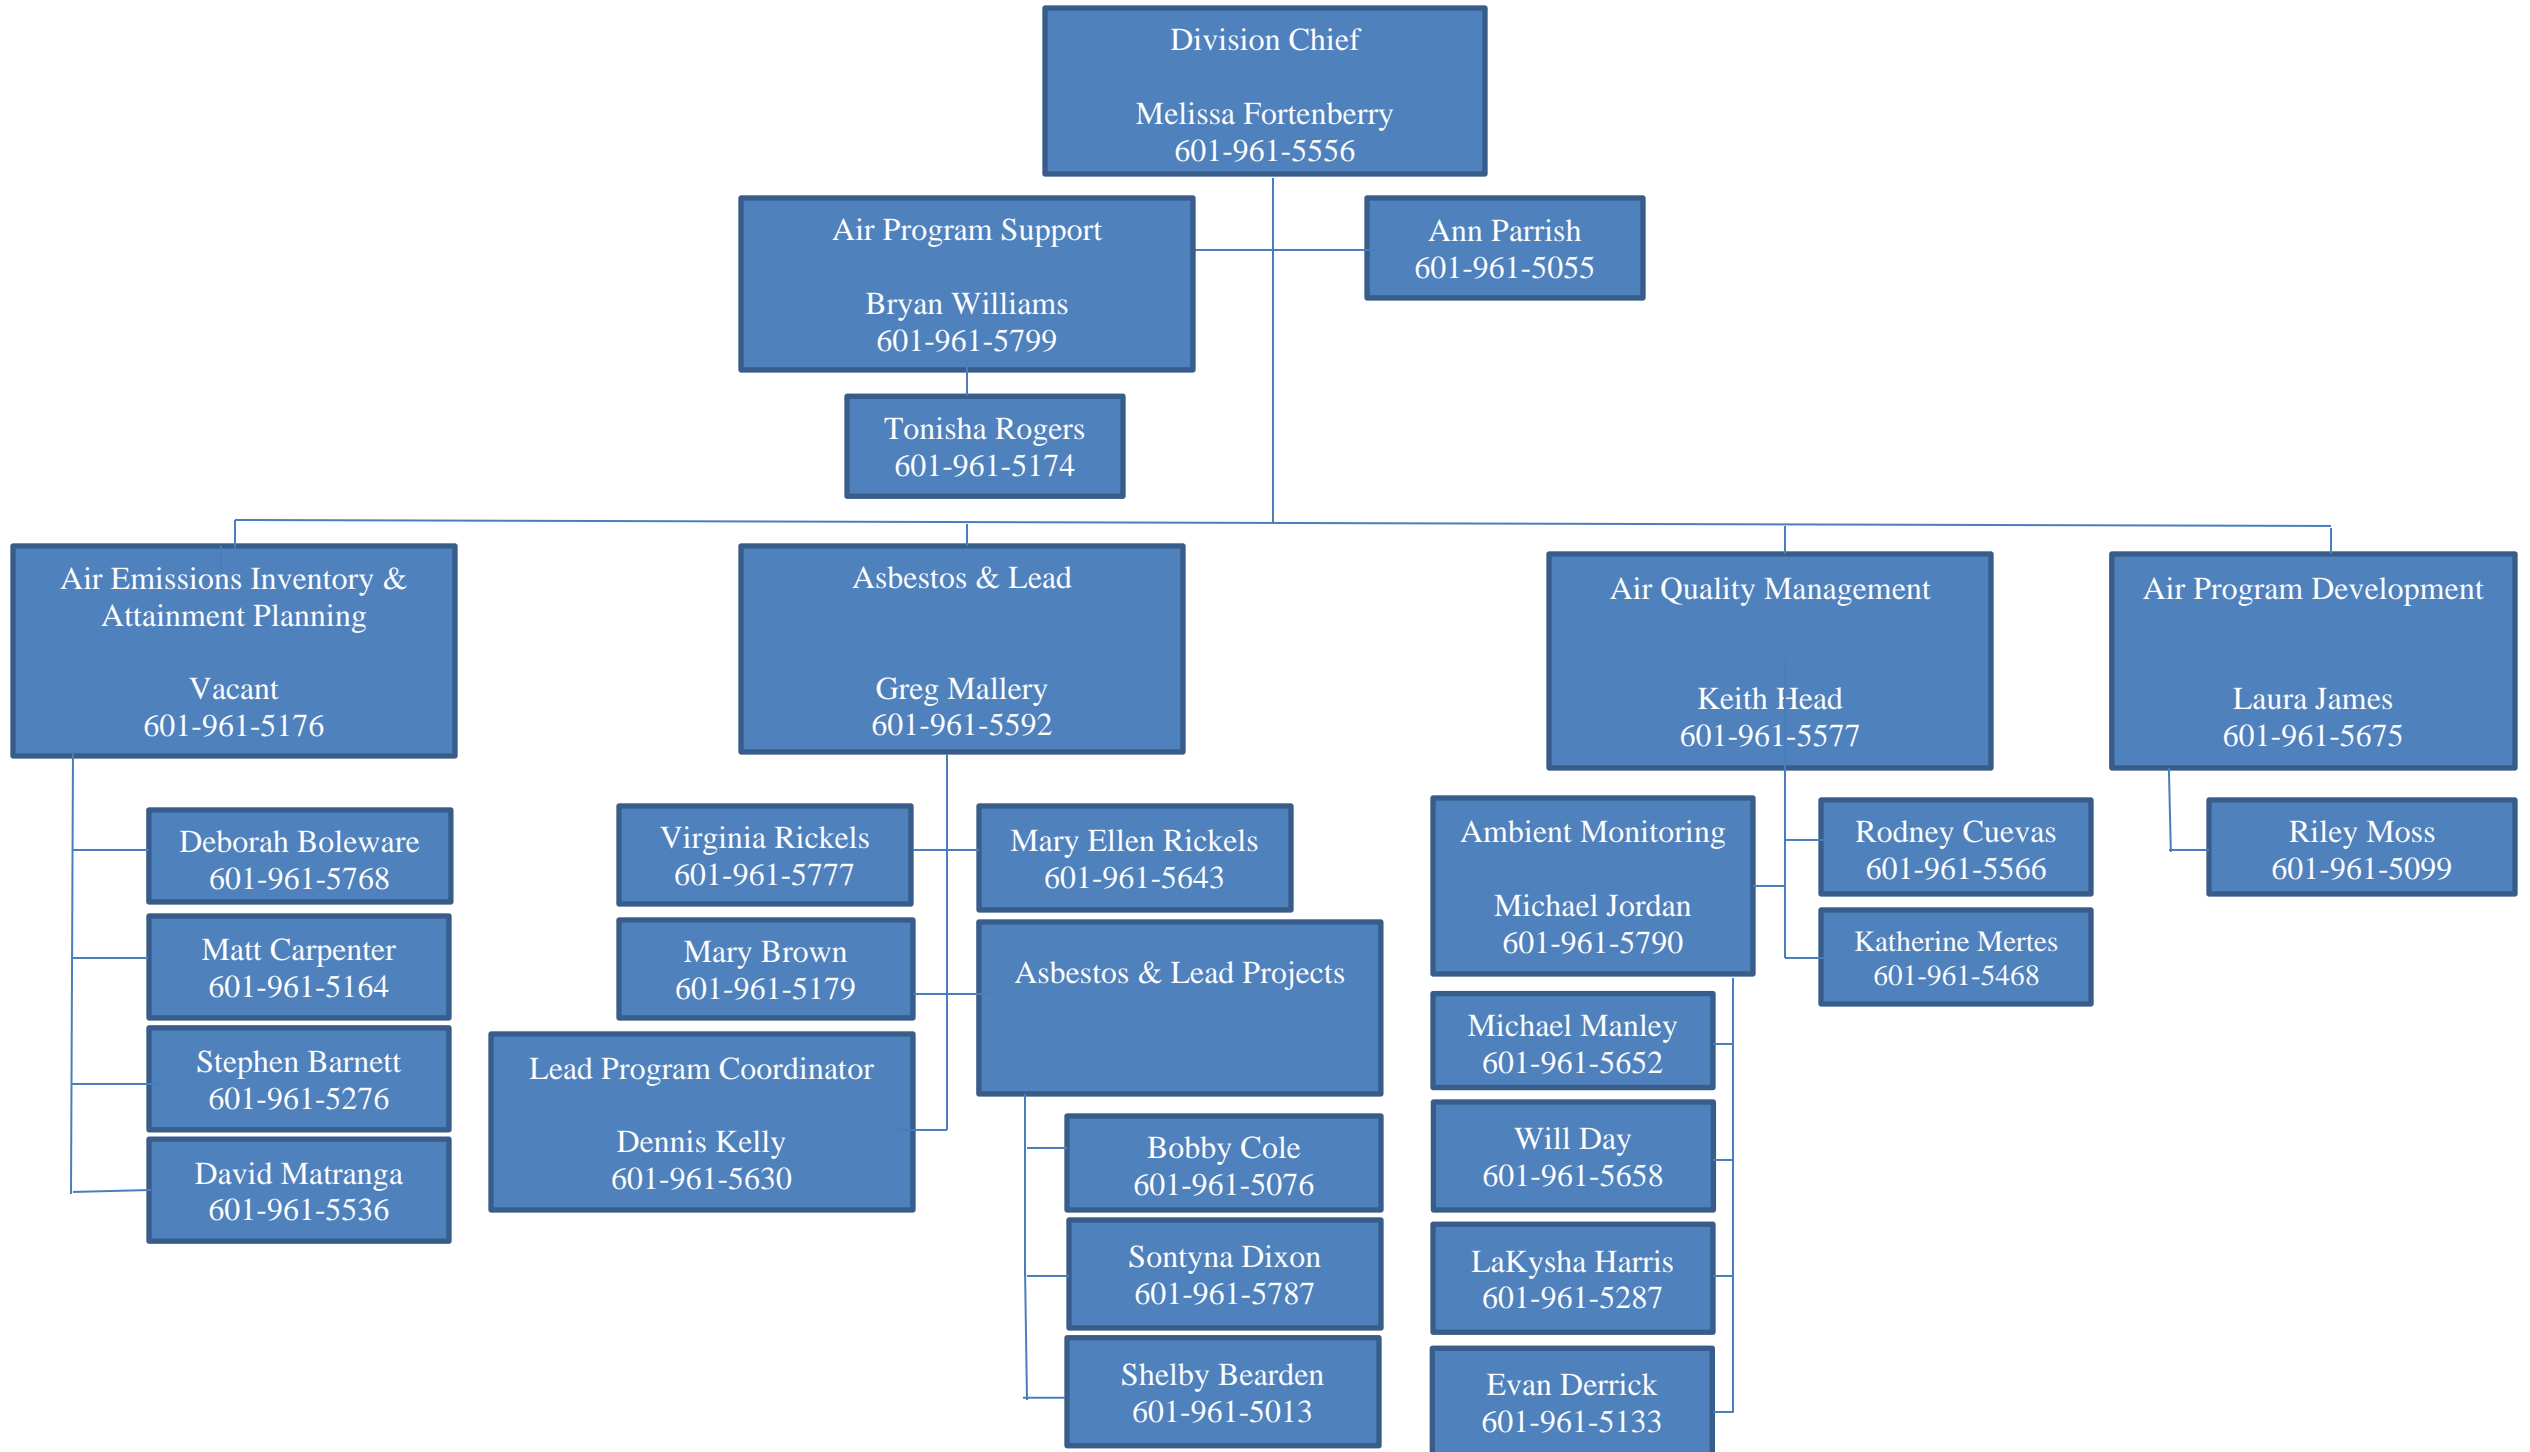 Division Chief
Melissa Fortenberry
601-961-5556
Air Program Support
Bryan Williams
601-961-5799
Ann Parrish
601-961-5055
Tonisha Rogers
601-961-5174
Air Emissions Inventory &
Attainment Planning
Vacant
601-961-5176
Deborah Boleware
601-961-5768
Matt Carpenter
601-961-5164
Stephen Barnett
601-961-5276
David Matranga
601-961-5536
Asbestos & Lead
Greg Mallery
601-961-5592
Virginia Rickels
601-961-5777
Mary Ellen Rickels
601-961-5643
Mary Brown
601-961-5179
Lead Program Coordinator
Dennis Kelly
601-961-5630
Asbestos & Lead Projects
Bobby Cole
601-961-5076
Sontyna Dixon
601-961-5787
Shelby Bearden
601-961-5013
Air Quality Management
Keith Head
601-961-5577
Ambient Monitoring
Michael Jordan
601-961-5790
Michael Manley
601-961-5652
Will Day
601-961-5658
LaKysha Harris
601-961-5287
Evan Derrick
601-961-5133
Rodney Cuevas
601-961-5566
Katherine Mertes
601-961-5468
Air Program Development
Laura James
601-961-5675
Riley Moss
601-961-5099